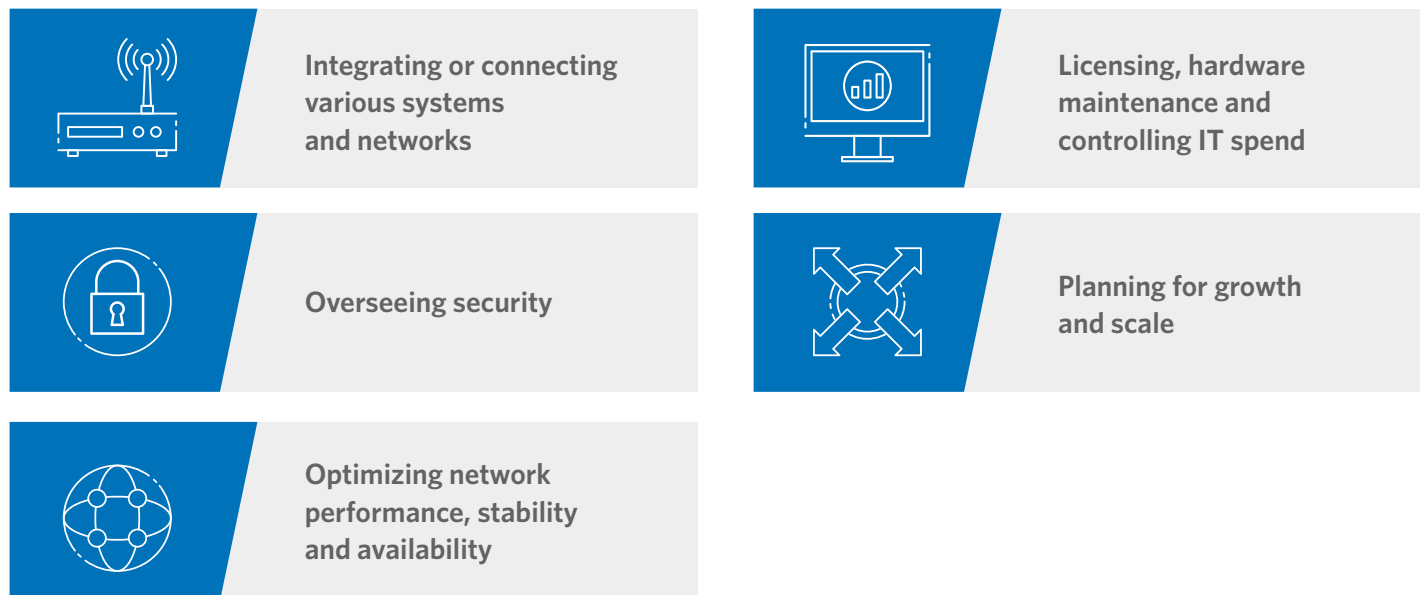 Integrating or connecting
various systems
and networks
Licensing, hardware
maintenance and
controlling IT spend
Overseeing security
Planning for growth
and scale
Optimizing network
performance, stability
and availability